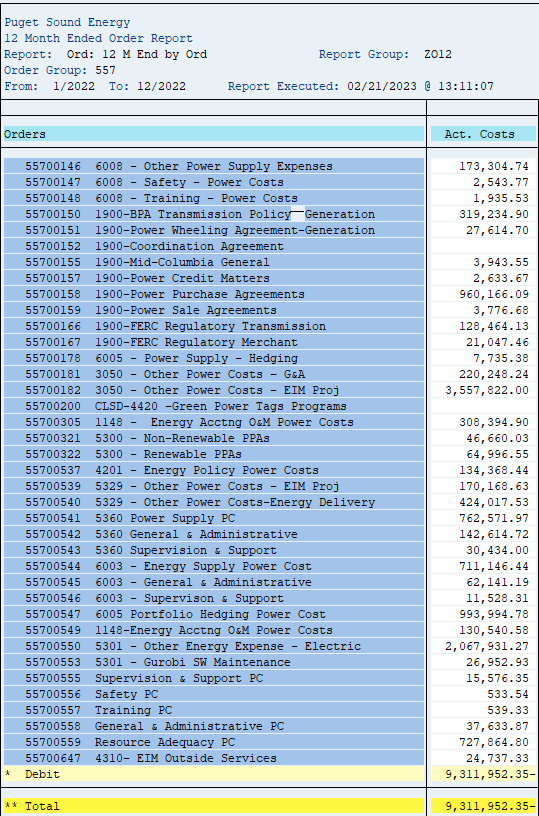 Puget Sound Energy
12 Month Ended Order Report
Report: Ord: 12 M End by Ord Report Group: ZO12
Order Group: 557
From: 1/2022 To: 12/2022 Report Executed: 02/21/2023 @ 13:11:07
Orders Act. Costs
55700146 6008 - Other Power Supply Expenses 173,304.74
55700147 6008 - Safety - Power Costs 2,543.77
55700148 6008 - Training - Power Costs 1,935.53
55700150 1900-BPA Transmission Policy Generation 319,234.90
55700151 1900-Power Wheeling Agreement-Generation 27,614.70
55700152 1900-Coordination Agreement
55700155 1900-Mid-Columbia General 3,943.55
55700157 1900-Power Credit Matters 2,633.67
55700158 1900-Power Purchase Agreements 960,166.09
55700159 1900-Power Sale Agreements 3,776.68
55700166 1900-FERC Regulatory Transmission 128,464.13
55700167 1900-FERC Regulatory Merchant 21,047.46
55700178 6005 - Power Supply - Hedging 7,735.38
55700181 3050 - Other Power Costs - G&A 220,248.24
55700182 3050 - Other Power Costs - EIM Proj 3,557,822.00
55700200 CLSD-4420 -Green Power Tags Programs
55700305 1148 - Energy Acctng O&M Power Costs 308,394.90
55700321 5300 - Non-Renewable PPAs 46,660.03
55700322 5300 - Renewable PPAs 64,996.55
55700537 4201 - Energy Policy Power Costs 134,368.44
55700539 5329 - Other Power Costs - EIM Proj 170,168.63
55700540 5329 - Other Power Costs-Energy Delivery 424,017.53
55700541 5360 Power Supply PC 762,571.97
55700542 5360 General & Administrative 142,614.72
55700543 5360 Supervision & Support 30,434.00
55700544 6003 - Energy Supply Power Cost 711,146.44
55700545 6003 - General & Administrative 62,141.19
55700546 6003 - Supervison & Support 11,528.31
55700547 6005 Portfolio Hedging Power Cost 993,994.78
55700549 1148-Energy Acctng O&M Power Costs 130,540.58
55700550 5301 - Other Energy Expense - Electric 2,067,931.27
55700553 5301 - Gurobi SW Maintenance 26,952.93
55700555 Supervision & Support PC 15,576.35
55700556 Safety PC 533.54
55700557 Training PC 539.33
55700558 General & Administrative PC 37,633.87
55700559 Resource Adequacy PC 727,864.80
55700647 4310- EIM Outside Services 24,737.33
* Debit 9,311,952.35-
** Total 9,311,952.35-